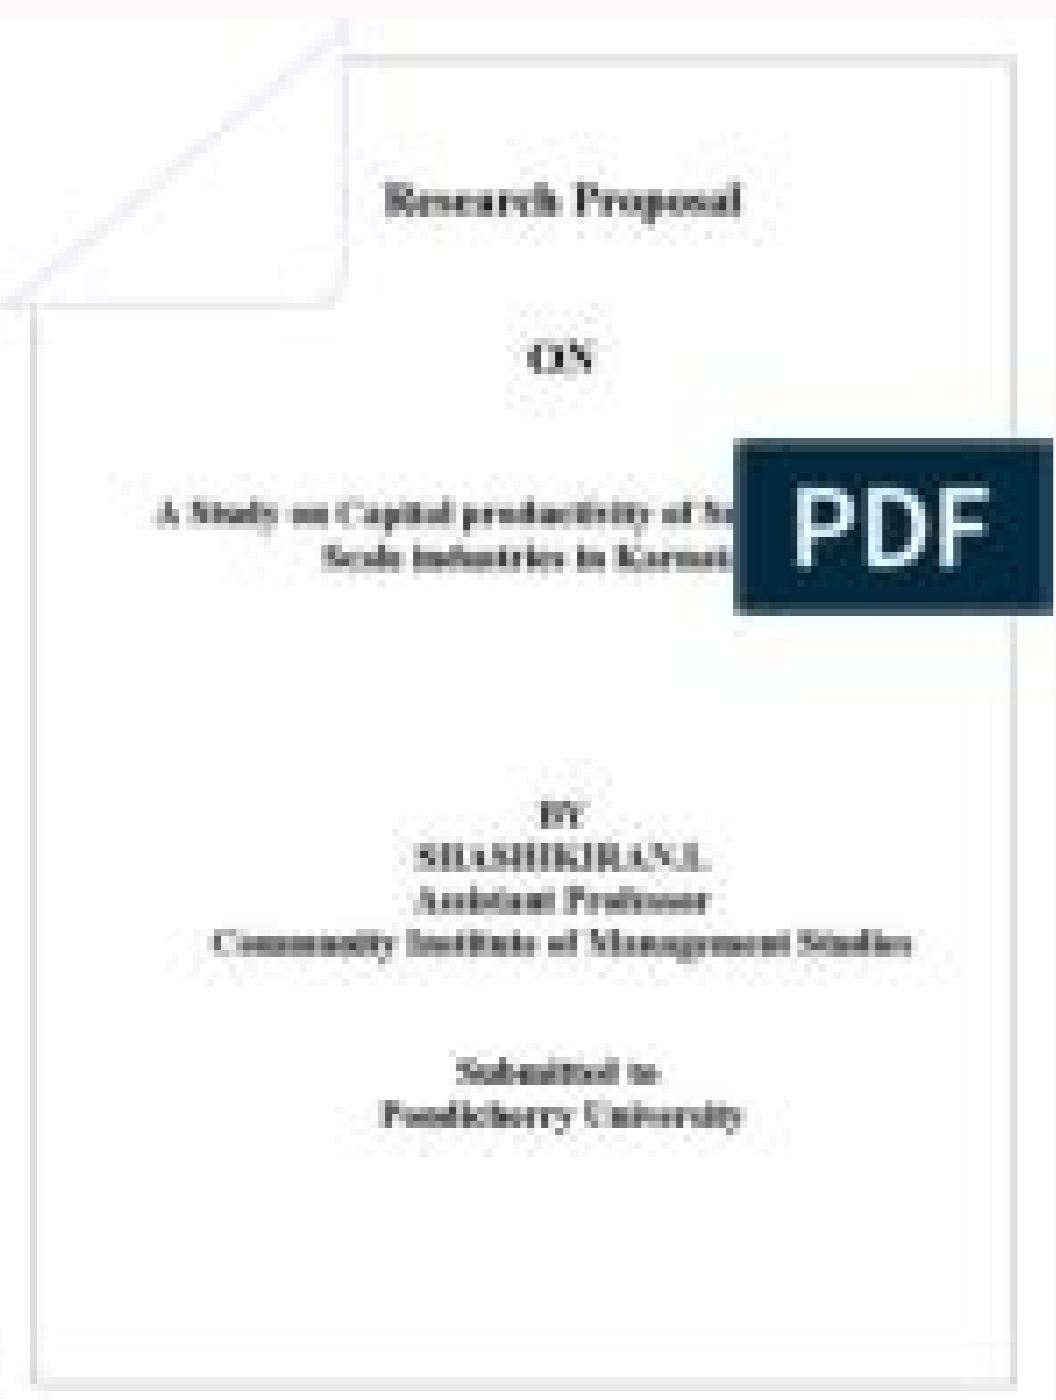 Research Proposal
ON
A Study on Capital productivity of
Scale industries in
PDF
BY
SHASHIKIRAN.L
Assistant Professor
Community Institute of Management Studies
Submitted to
Pondicherry University